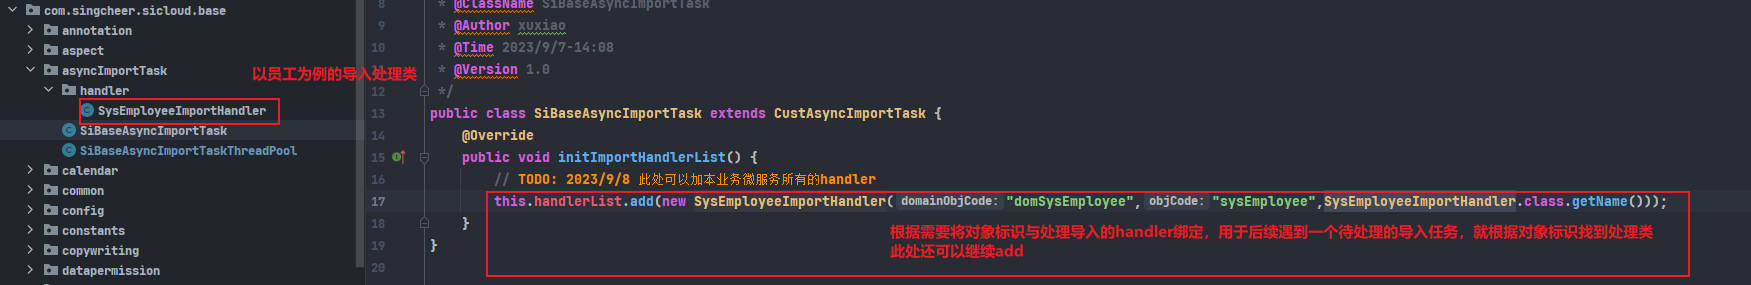 com.singcheer.sicloud.base
annotation
aspect
asyncImportTask
以员工为例的导入处理类
handler
SysEmployeeImportHandler
SiBaseAsyncImportTask
SiBaseAsyncImportTaskThreadPool
calendar
common
config
constants
copywriting
datapermission
8 * @ClassName SiBaseAsyncImportTask
9 * @Author xuxiao
10 * @Time 2023/9/7-14:08
11 * @Version 1.0
12 */
13 public class SiBaseAsyncImportTask extends CustAsyncImportTask {
14 @Override
15 public void initImportHandlerList() {
16 // TODO: 2023/9/8 此处可以加本业务微服务所有的handler
17 this.handlerList.add(new SysEmployeeImportHandler( domainObjCode: "domSysEmployee", objCode: "sysEmployee",SysEmployeeImportHandler.class.getName()));
18 }
根据需要将对象标识与处理导入的handler绑定，用于后续遇到一个待处理的导入任务，就根据对象标识找到处理类
19 }
此处还可以继续add
20